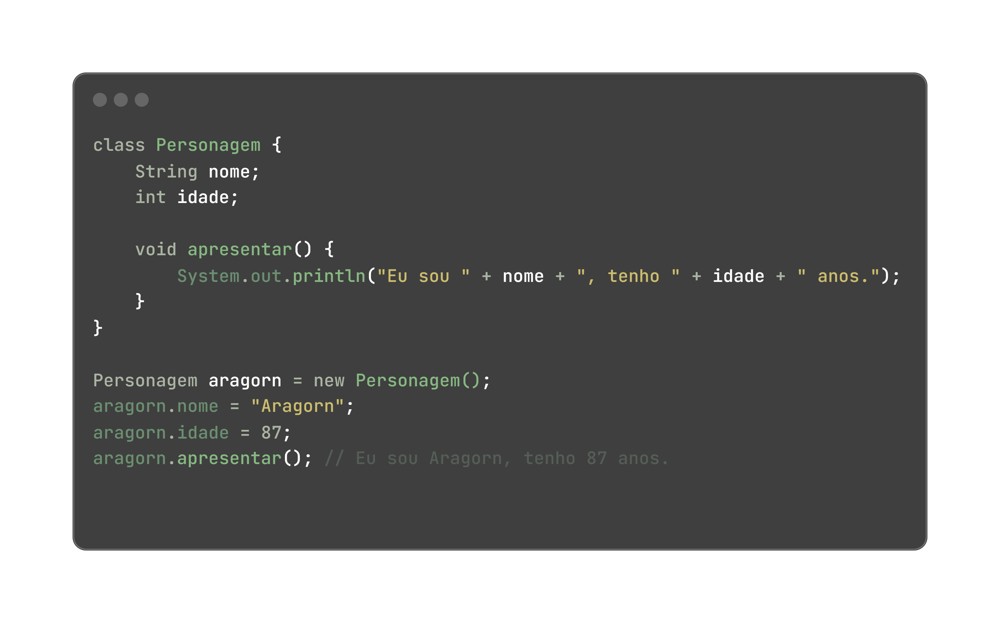 class Personagem {
    String nome;
    int idade;

    void apresentar() {
        System.out.println("Eu sou " + nome + ", tenho " + idade + " anos.");
    }
}

Personagem aragorn = new Personagem();
aragorn.nome = "Aragorn";
aragorn.idade = 87;
aragorn.apresentar(); // Eu sou Aragorn, tenho 87 anos.